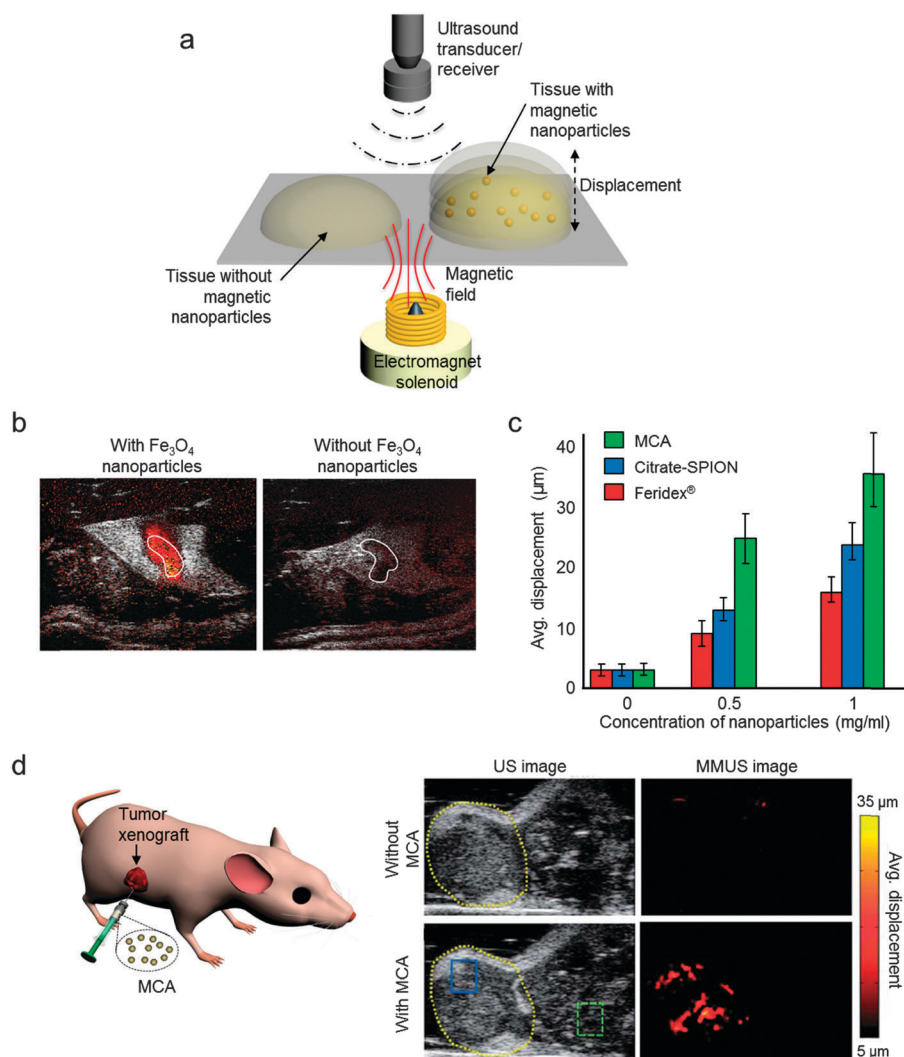 a
Ultrasound
transducer/
receiver
Tissue with
magnetic
nanoparticles
Displacement
Tissue without
magnetic
nanoparticles
Magnetic
field
Electromagnet
solenoid
b
With Fe₃O₄
nanoparticles
Without Fe₃O₄
nanoparticles
c
MCA
Citrate-SPION
Feridex®
Avg. displacement (µm)
40
30
20
10
0
0 0.5 1
Concentration of nanoparticles (mg/ml)
d
Tumor
xenograft
MCA
US image MMUS image
Without
MCA
With MCA
35 µm
Avg. displacement
5 µm